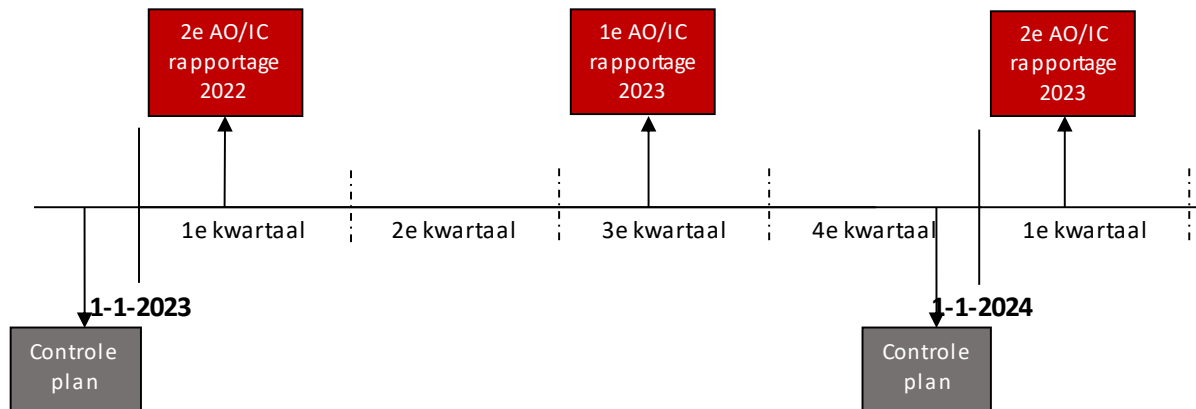 2e AO/IC
rapportage
2022
1e AO/IC
rapportage
2023
2e AO/IC
rapportage
2023
1e kwartaal
2e kwartaal
3e kwartaal
4e kwartaal
1e kwartaal
1-1-2023
1-1-2024
Controle
plan
Controle
plan